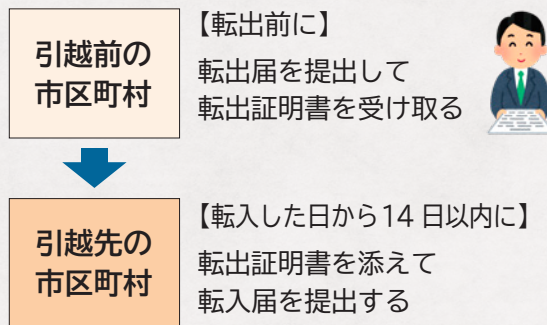 引越前の
市区町村
【転出前に】
転出届を提出して
転出証明書を受け取る
引越先の
市区町村
【転入した日から14日以内に】
転出証明書を添えて
転入届を提出する